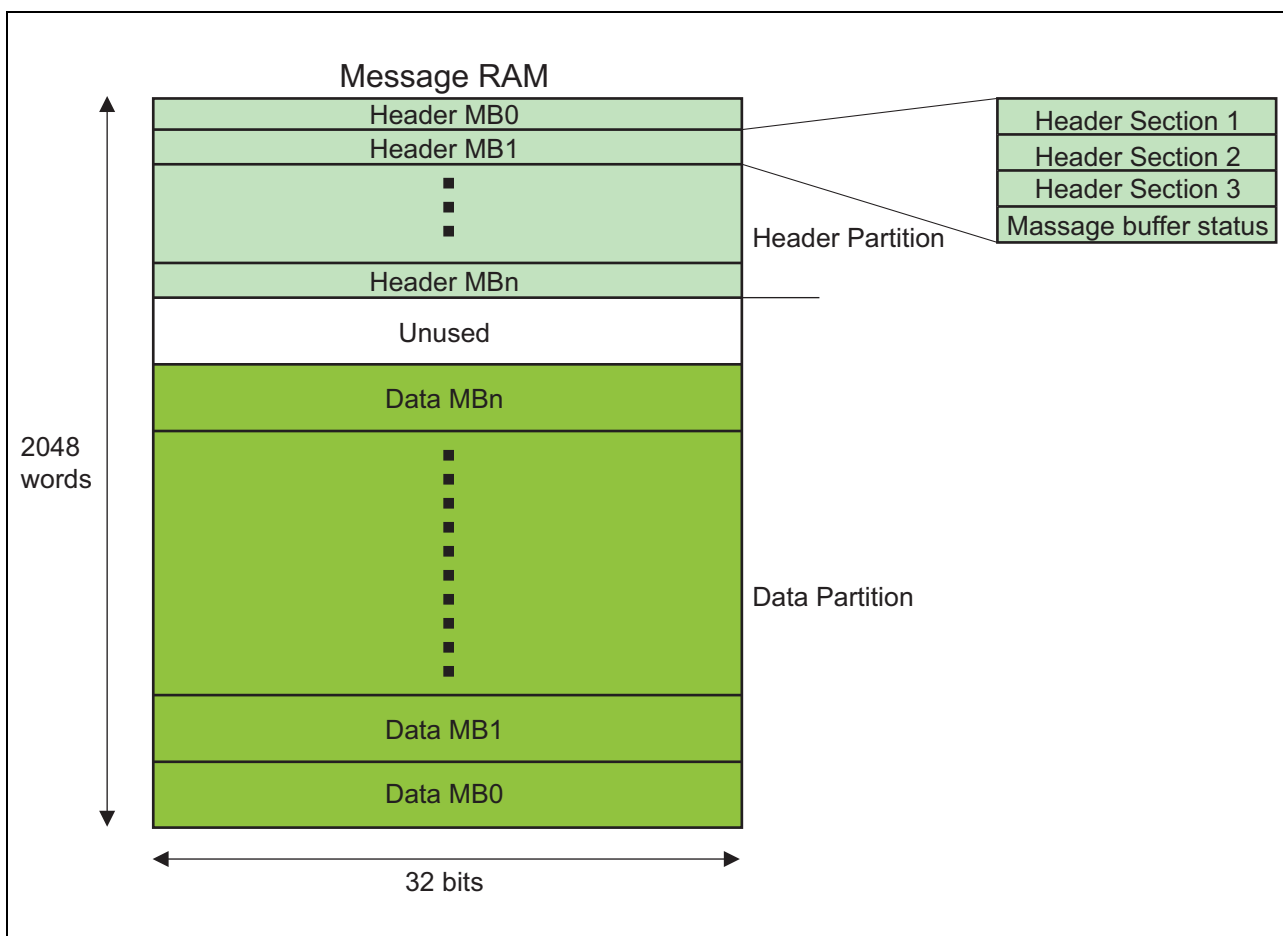 Message RAM
Header MB0
Header MB1
Header MBn
Unused
Data MBn
Data MB1
Data MB0
2048
words
32 bits
Header Partition
Data Partition
Header Section 1
Header Section 2
Header Section 3
Massage buffer status